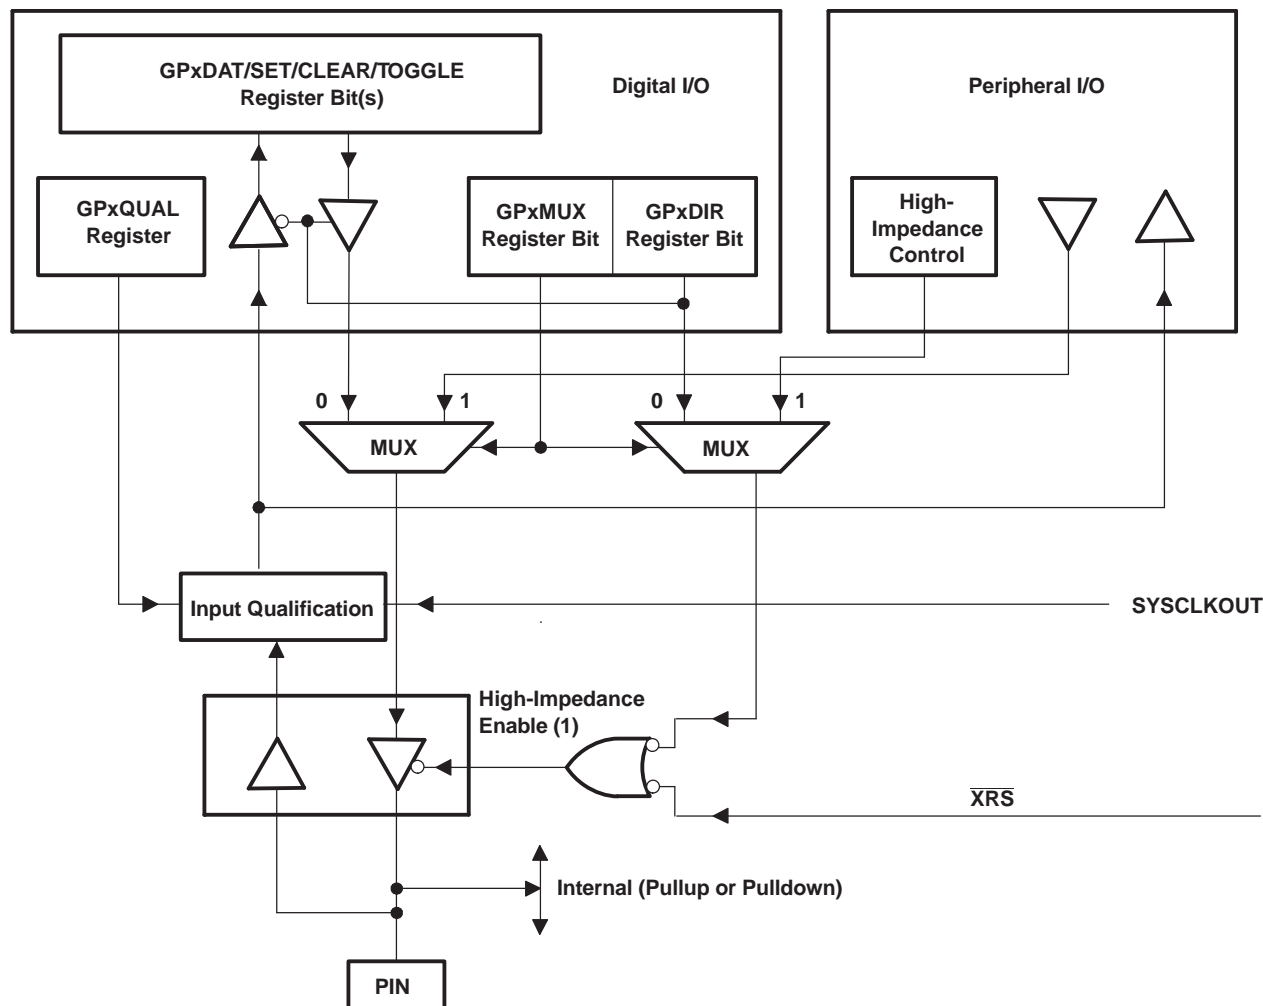 GPxDAT/SET/CLEAR/TOGGLE
Register Bit(s)
Digital I/O
Peripheral I/O
GPxQUAL
Register
GPxMUX
Register Bit
GPxDIR
Register Bit
High-
Impedance
Control
0
1
0
1
MUX
MUX
Input Qualification
SYSCLKOUT
High-Impedance
Enable (1)
XRS
Internal (Pullup or Pulldown)
PIN